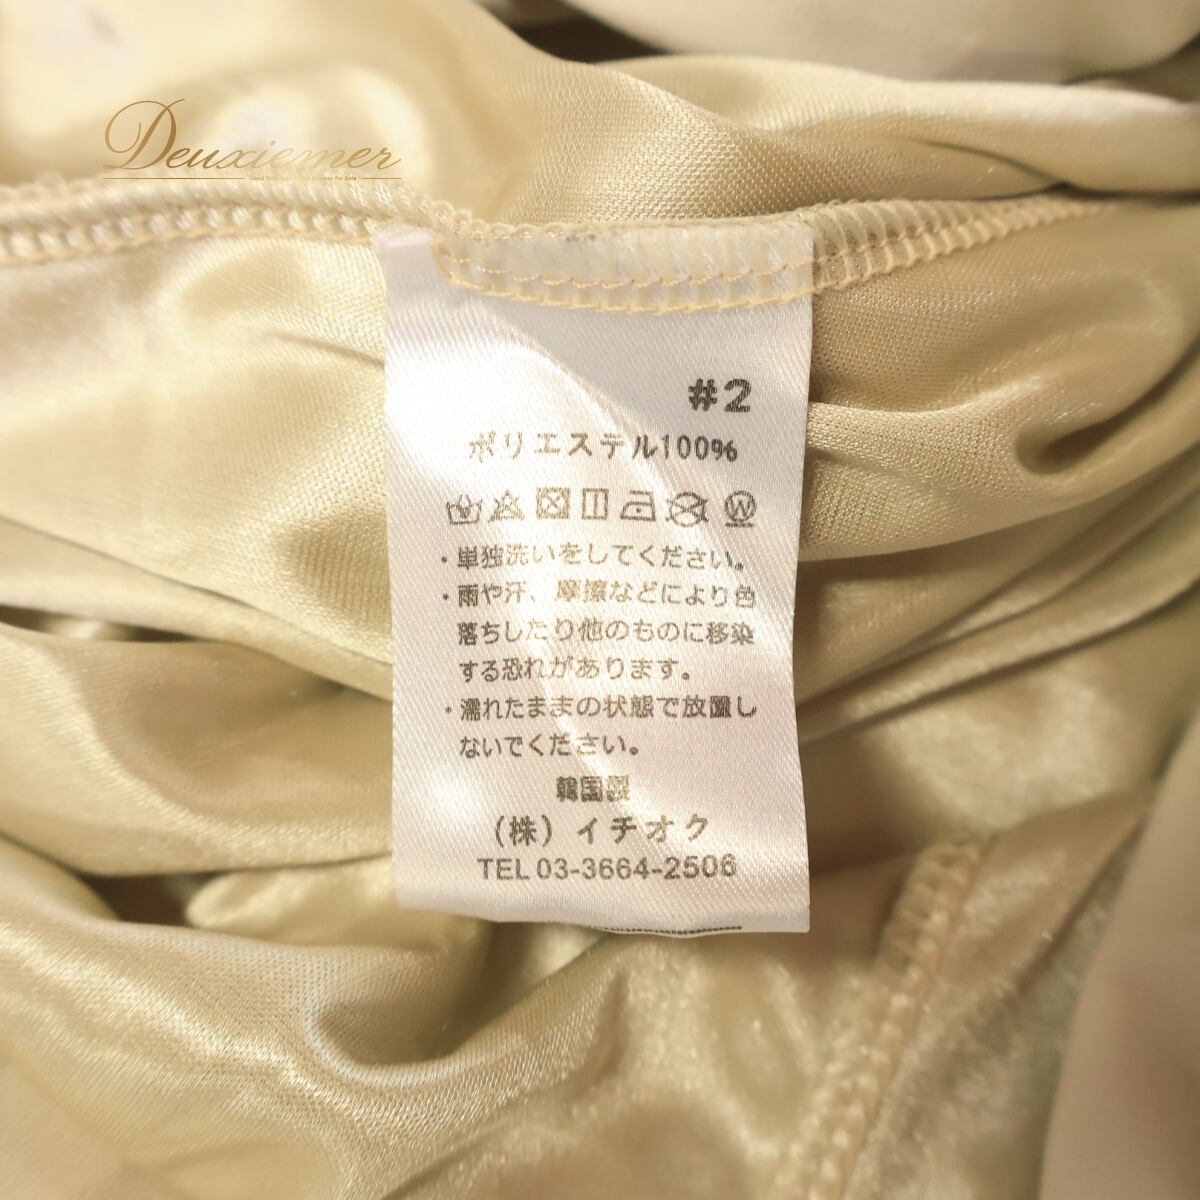 Deuxiemer
#2
ポリエステル100%
・単独洗いをしてください。
・雨や汗、摩擦などにより色
落ちしたり他のものに移染
する恐れがあります。
・濡れたままの状態で放置し
ないでください。
韓国製
(株)イチオク
TEL 03-3664-2506